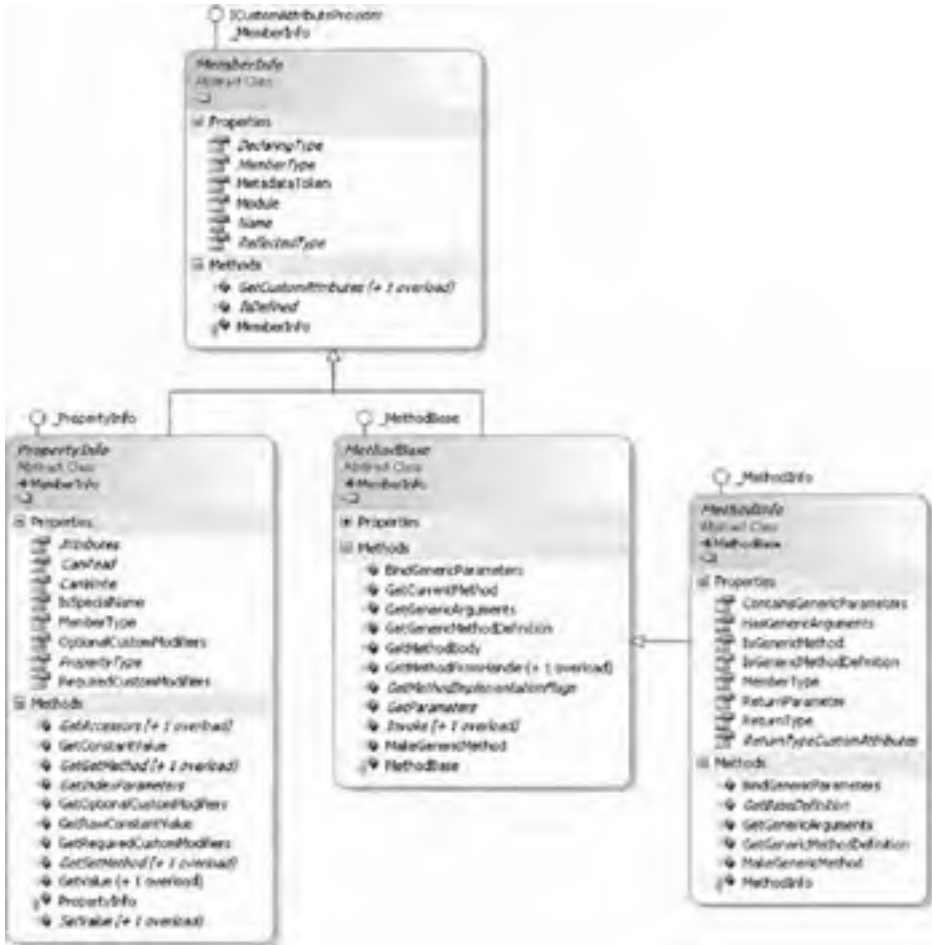 ICustomAttributeProvider
_MemberInfo
MemberInfo
Abstract Class
Properties
DeclaringType
MemberType
MetadataToken
Module
Name
ReflectedType
Methods
GetCustomAttributes (+ 1 overload)
IsDefined
MemberInfo
_PropertyInfo
PropertyInfo
Abstract Class
MemberInfo
Properties
Attributes
CanRead
CanWrite
IsSpecialName
MemberType
OptionalCustomModifiers
PropertyType
RequiredCustomModifiers
Methods
GetAccessors (+ 1 overload)
GetConstantValue
GetGetMethod (+ 1 overload)
GetIndexParameters
GetOptionalCustomModifiers
GetRawConstantValue
GetRequiredCustomModifiers
GetSetMethod (+ 1 overload)
GetValue (+ 1 overload)
PropertyInfo
SetValue (+ 1 overload)
_MethodBase
MethodBase
Abstract Class
MemberInfo
Properties
Methods
BindGenericParameters
GetCurrentMethod
GetGenericArguments
GetGenericMethodDefinition
GetMethodBody
GetMethodFromHandle (+ 1 overload)
GetMethodImplementationFlags
GetParameters
Invoke (+ 1 overload)
MakeGenericMethod
MethodBase
_MethodInfo
MethodInfo
Abstract Class
MethodBase
Properties
ContainsGenericParameters
HasGenericArguments
IsGenericMethod
IsGenericMethodDefinition
MemberType
ReturnParameter
ReturnType
ReturnTypeCustomAttributes
Methods
BindGenericParameters
GetBaseDefinition
GetGenericArguments
GetGenericMethodDefinition
MakeGenericMethod
MethodInfo